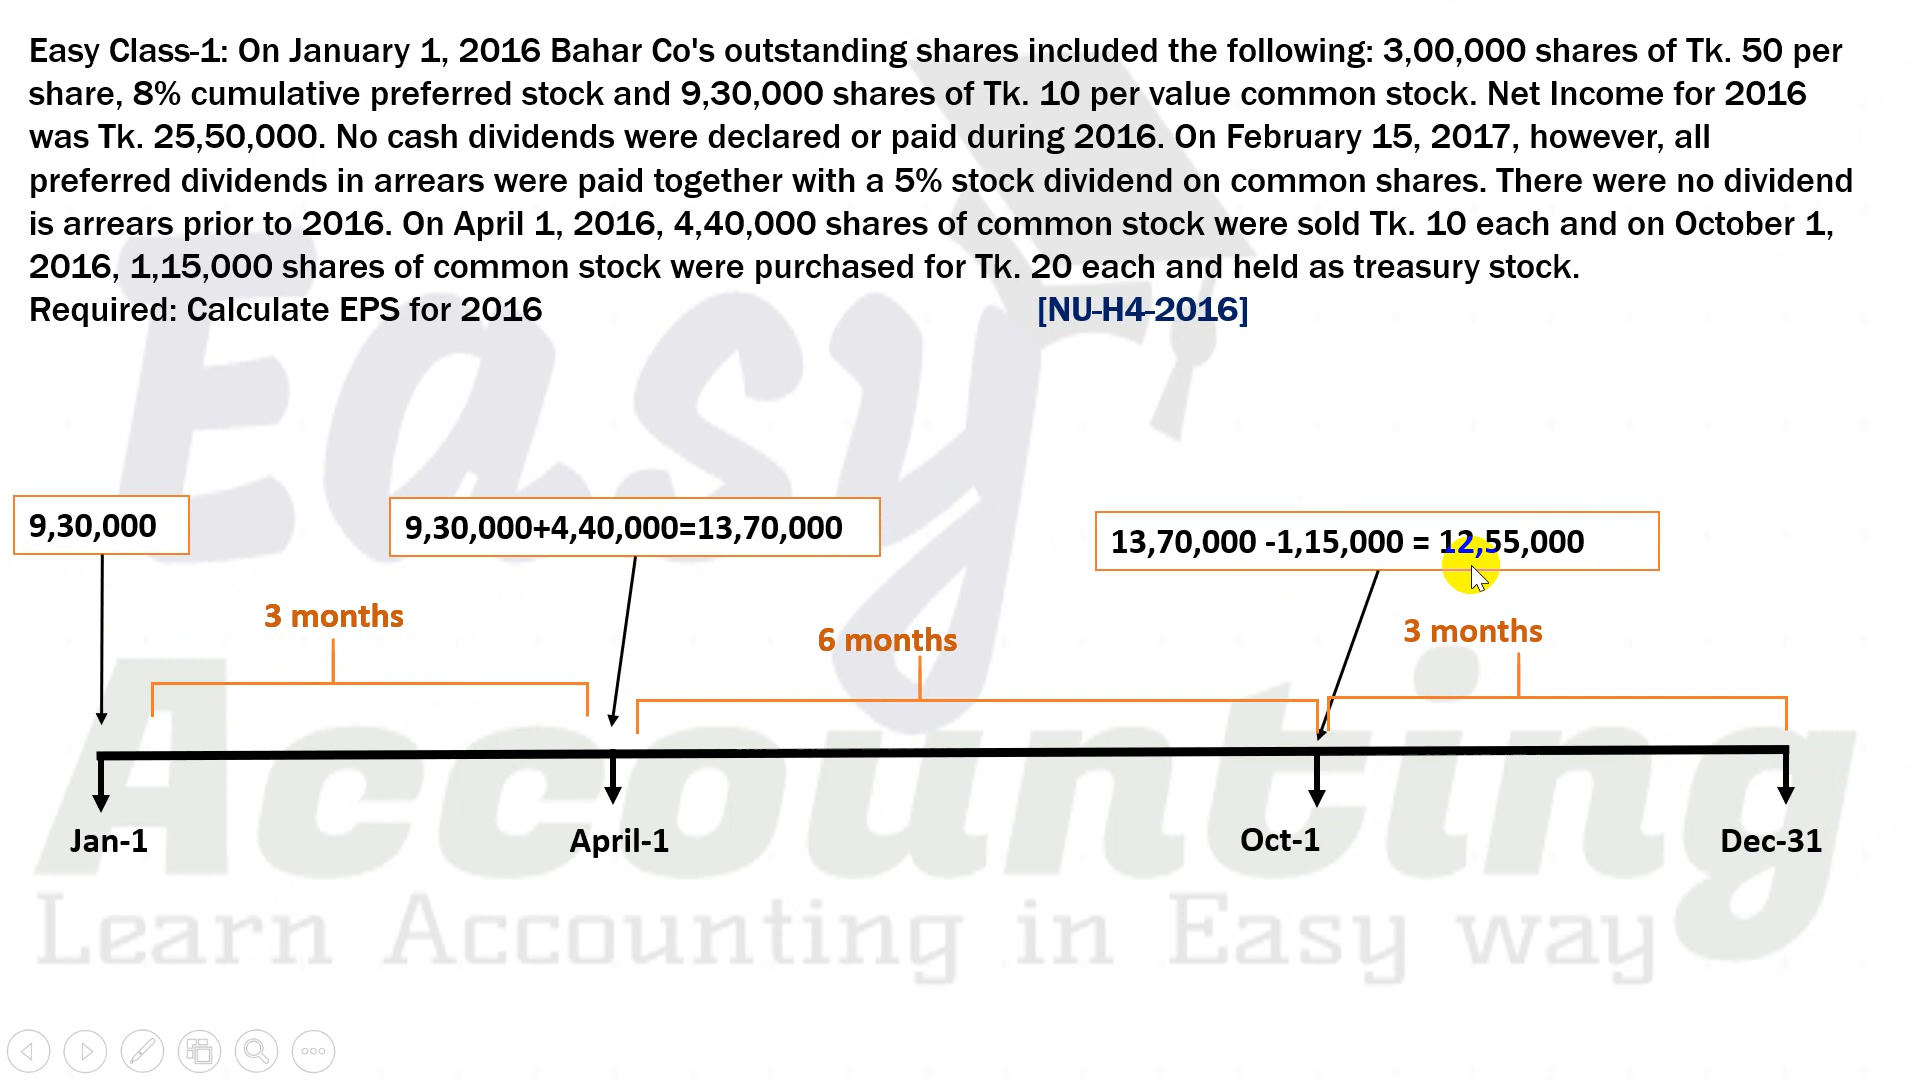 Easy Class-1: On January 1, 2016 Bahar Co's outstanding shares included the following: 3,00,000 shares of Tk. 50 per
share, 8% cumulative preferred stock and 9,30,000 shares of Tk. 10 per value common stock. Net Income for 2016
was Tk. 25,50,000. No cash dividends were declared or paid during 2016. On February 15, 2017, however, all
preferred dividends in arrears were paid together with a 5% stock dividend on common shares. There were no dividend
is arrears prior to 2016. On April 1, 2016, 4,40,000 shares of common stock were sold Tk. 10 each and on October 1,
2016, 1,15,000 shares of common stock were purchased for Tk. 20 each and held as treasury stock.
Required: Calculate EPS for 2016 [NU-H4-2016]
9,30,000
9,30,000+4,40,000=13,70,000
13,70,000 -1,15,000 = 12,55,000
3 months
6 months
3 months
Jan-1
April-1
Oct-1
Dec-31
Easy
Accounting
Learn Accounting in Easy way